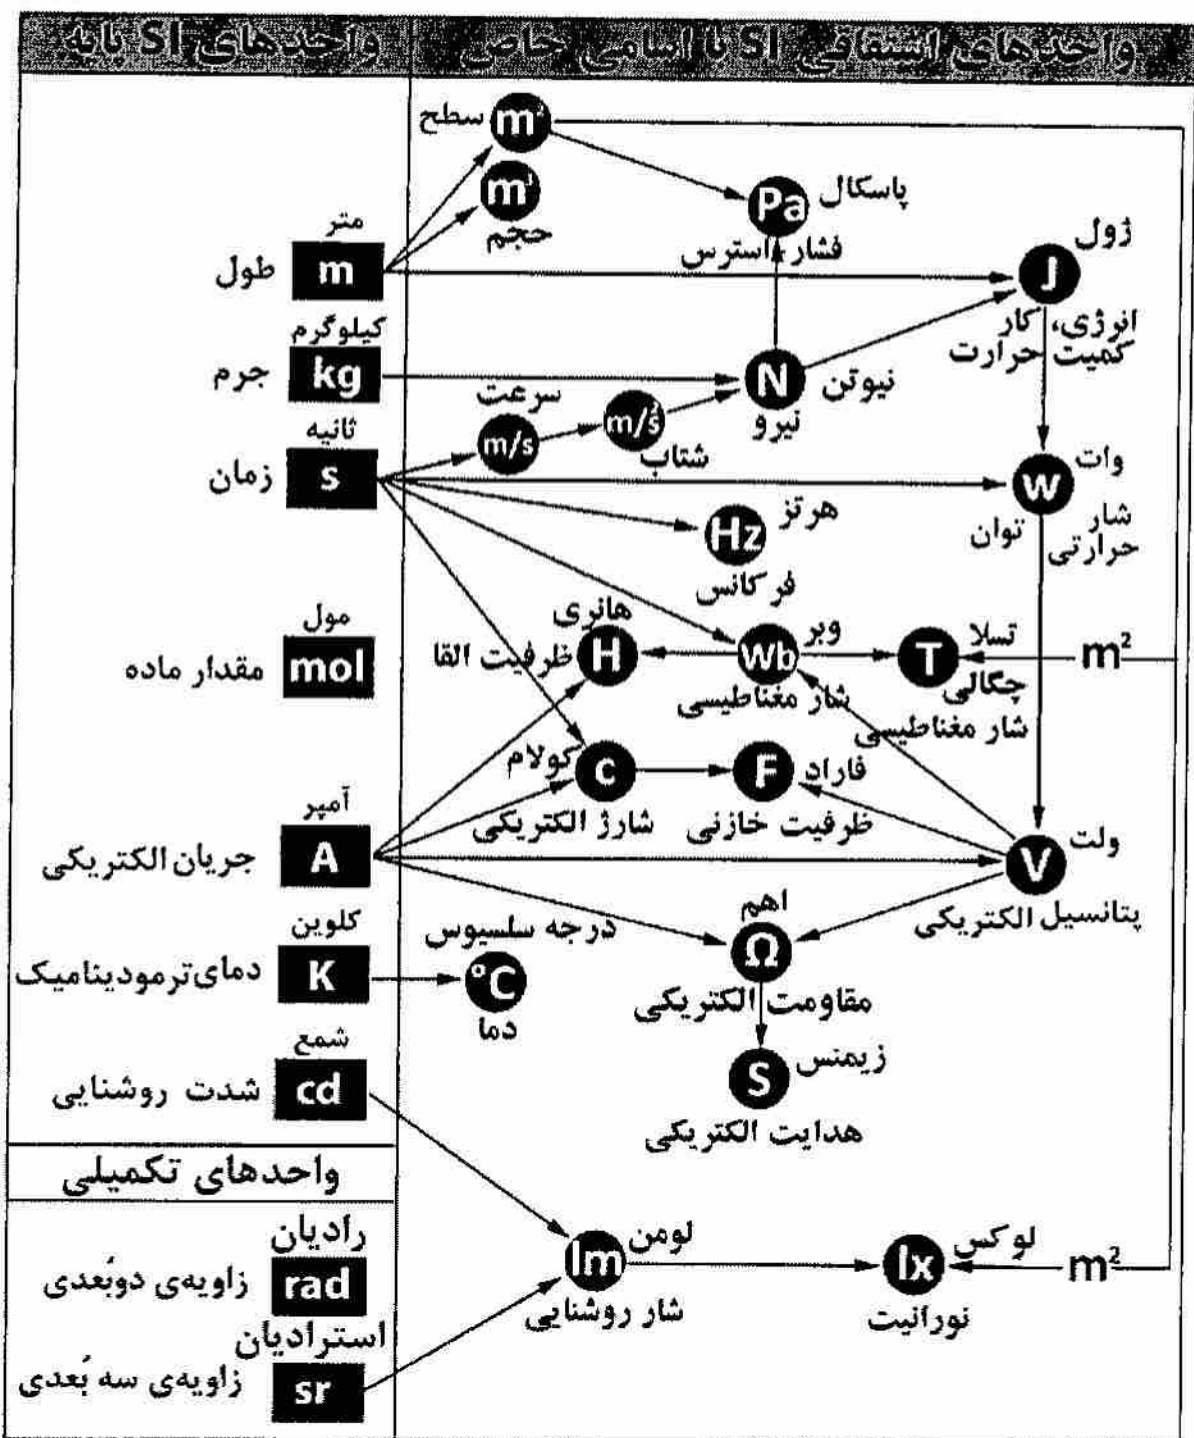 واحدهای SI پایه
واحدهای اشتقاقی SI با اسامی خاص
متر
طول
m
کیلوگرم
جرم
kg
ثانیه
زمان
s
مول
مقدار ماده
mol
آمپر
جریان الکتریکی
A
کلوین
دمای ترمودینامیک
K
شمع
شدت روشنایی
cd
واحدهای تکمیلی
رادیان
زاویه‌ی دوبُعدی
rad
استرادیان
زاویه‌ی سه بُعدی
sr
سطح
m²
m³
حجم
پاسکال
Pa
فشار، استرس
ژول
J
انرژی، کار
کمیت حرارت
N
نیوتن
نیرو
سرعت
m/s
m/s²
شتاب
وات
w
توان
شار
حرارتی
هرتز
Hz
فرکانس
هانری
H
ظرفیت القا
وبر
Wb
شار مغناطیسی
تسلا
T
چگالی
شار مغناطیسی
m²
کولام
c
شارژ الکتریکی
F
فاراد
ظرفیت خازنی
ولت
V
پتانسیل الکتریکی
اهم
Ω
مقاومت الکتریکی
درجه سلسیوس
°C
دما
زیمنس
S
هدایت الکتریکی
لومن
lm
شار روشنایی
لوکس
lx
نورانیت
m²